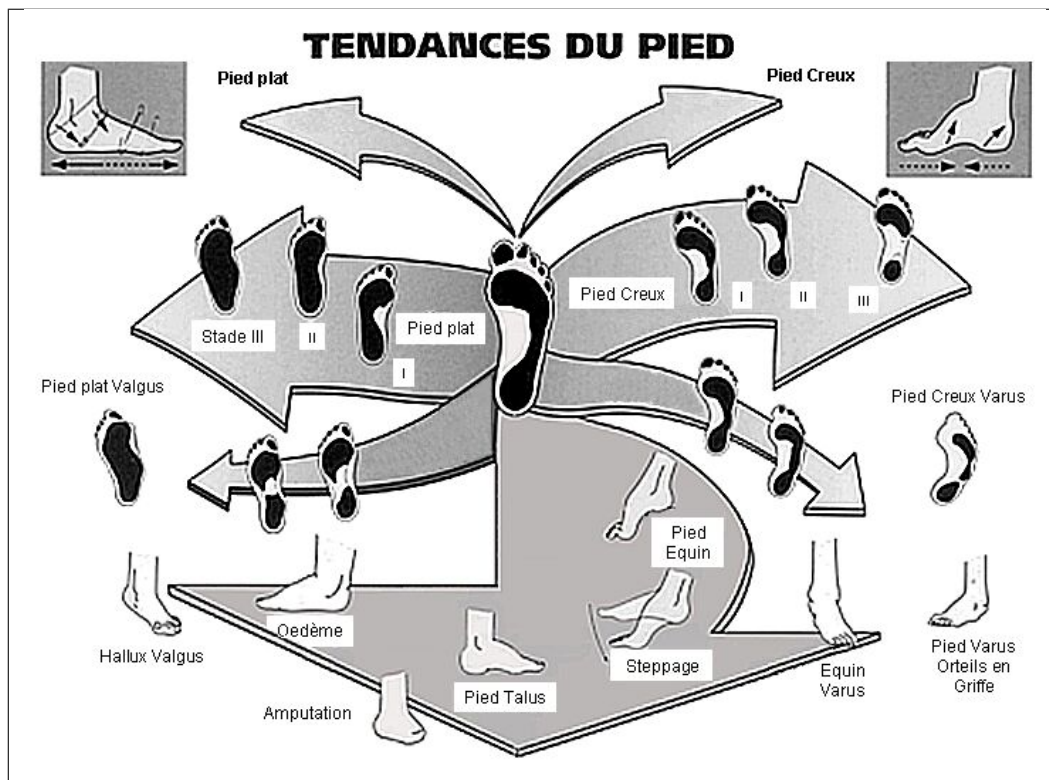 TENDANCES DU PIED
Pied plat
Pied Creux
Pied Creux
I
II
III
Stade III
II
Pied plat
I
Pied plat Valgus
Pied Creux Varus
Pied
Equin
Oedème
Hallux Valgus
Steppage
Pied Talus
Equin
Varus
Pied Varus
Orteils en
Griffe
Amputation